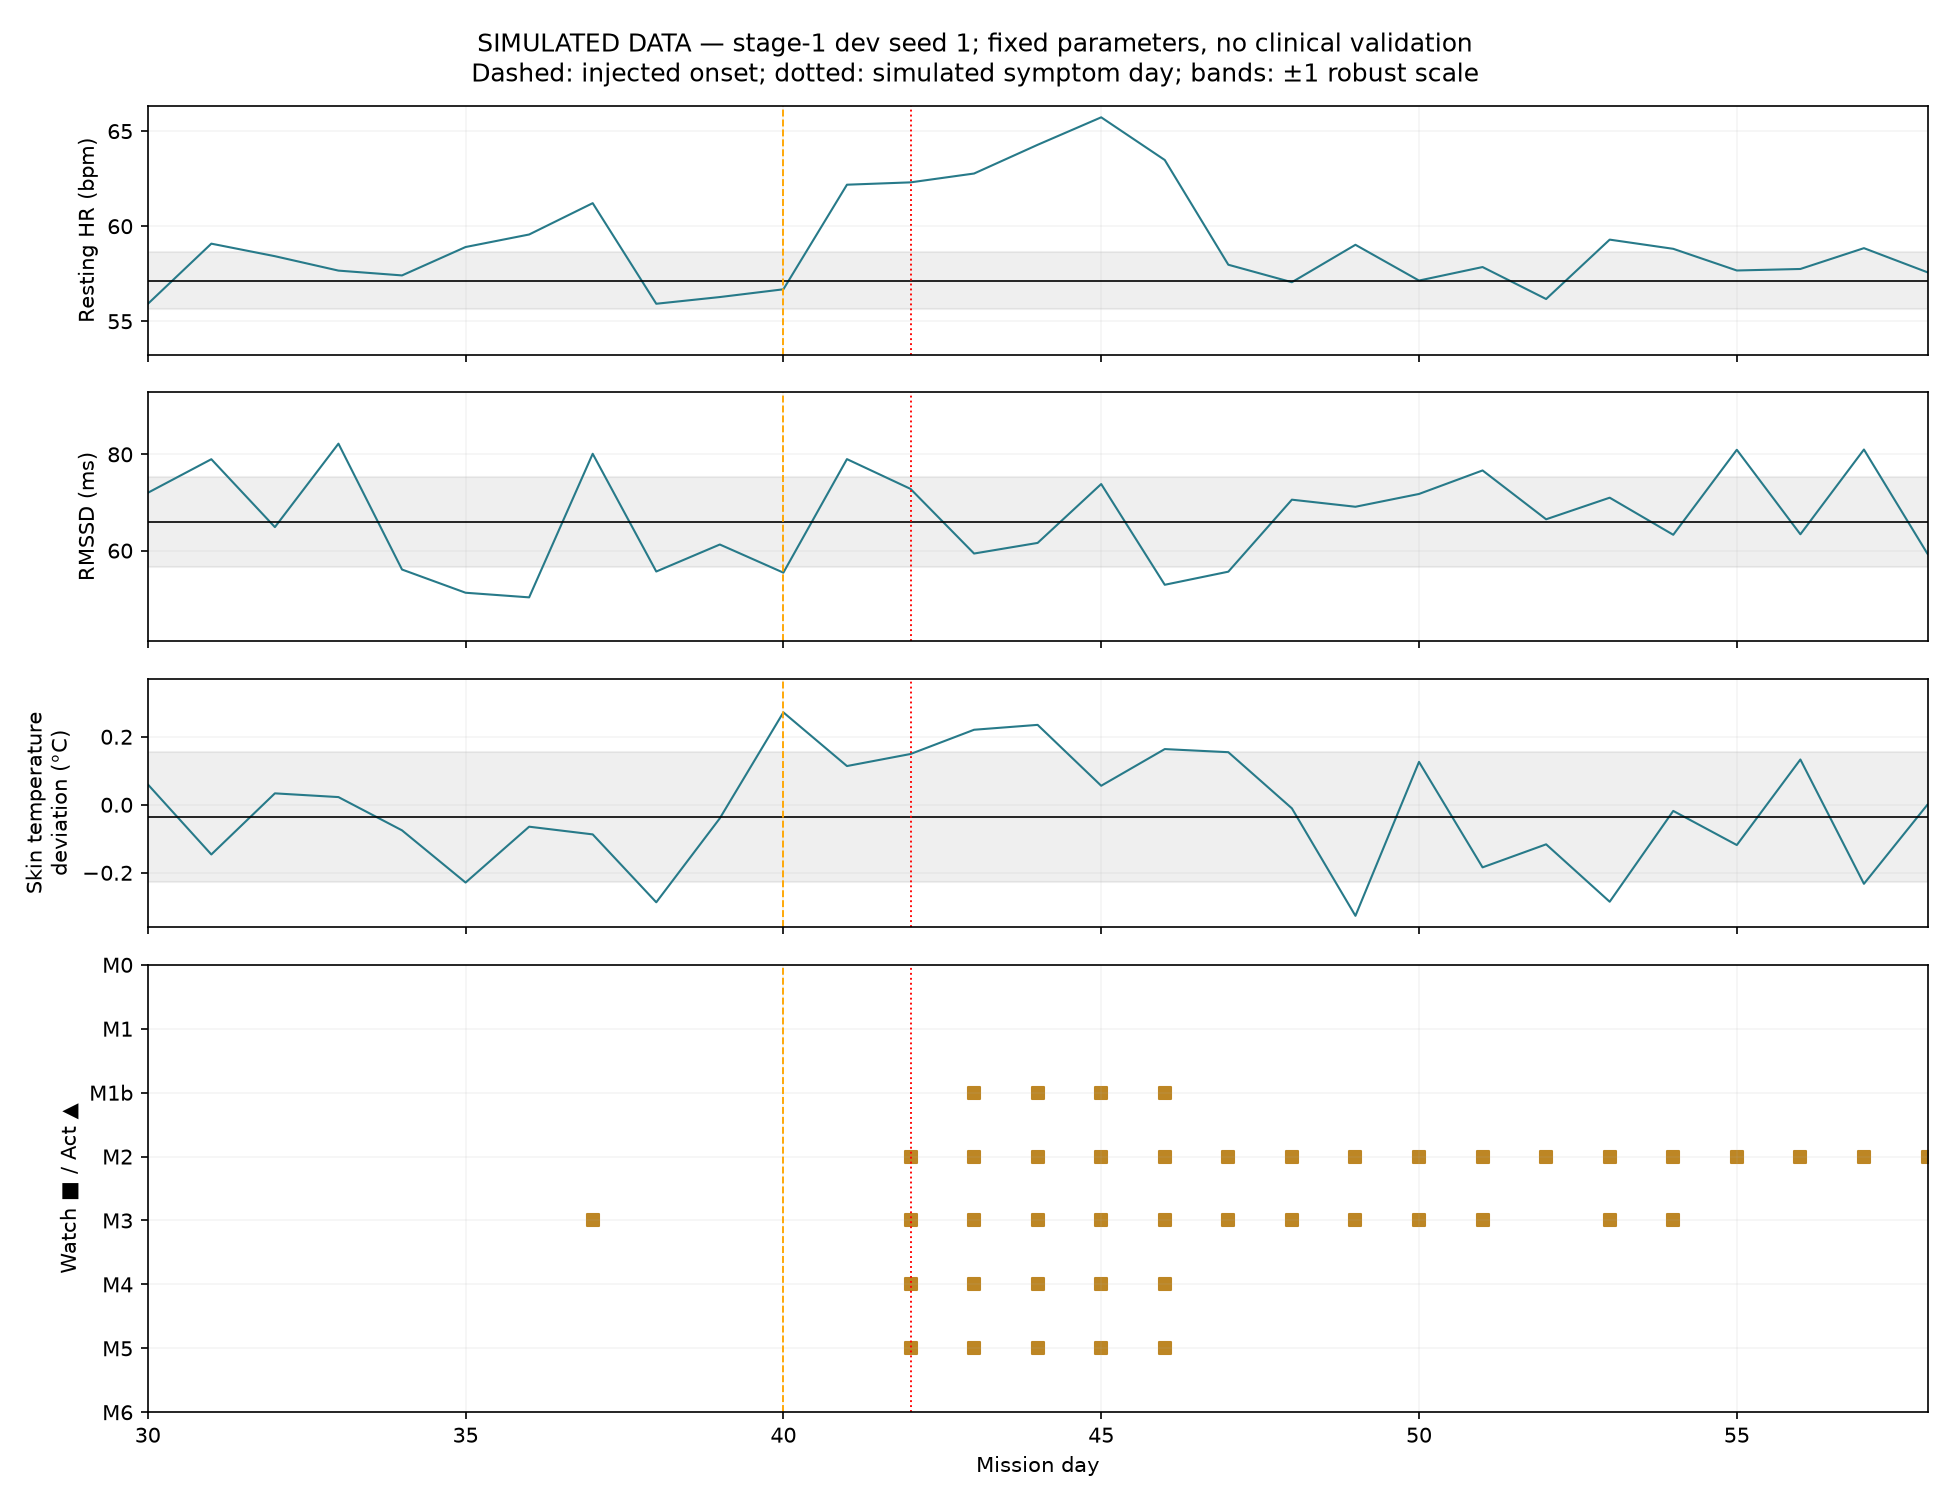 SIMULATED DATA — stage-1 dev seed 1; fixed parameters, no clinical validation
Dashed: injected onset; dotted: simulated symptom day; bands: ±1 robust scale
Resting HR (bpm)
65
60
55
RMSSD (ms)
80
60
Skin temperature
deviation (°C)
0.2
0.0
−0.2
Watch ■ / Act ▲
M0
M1
M1b
M2
M3
M4
M5
M6
30 35 40 45 50 55
Mission day